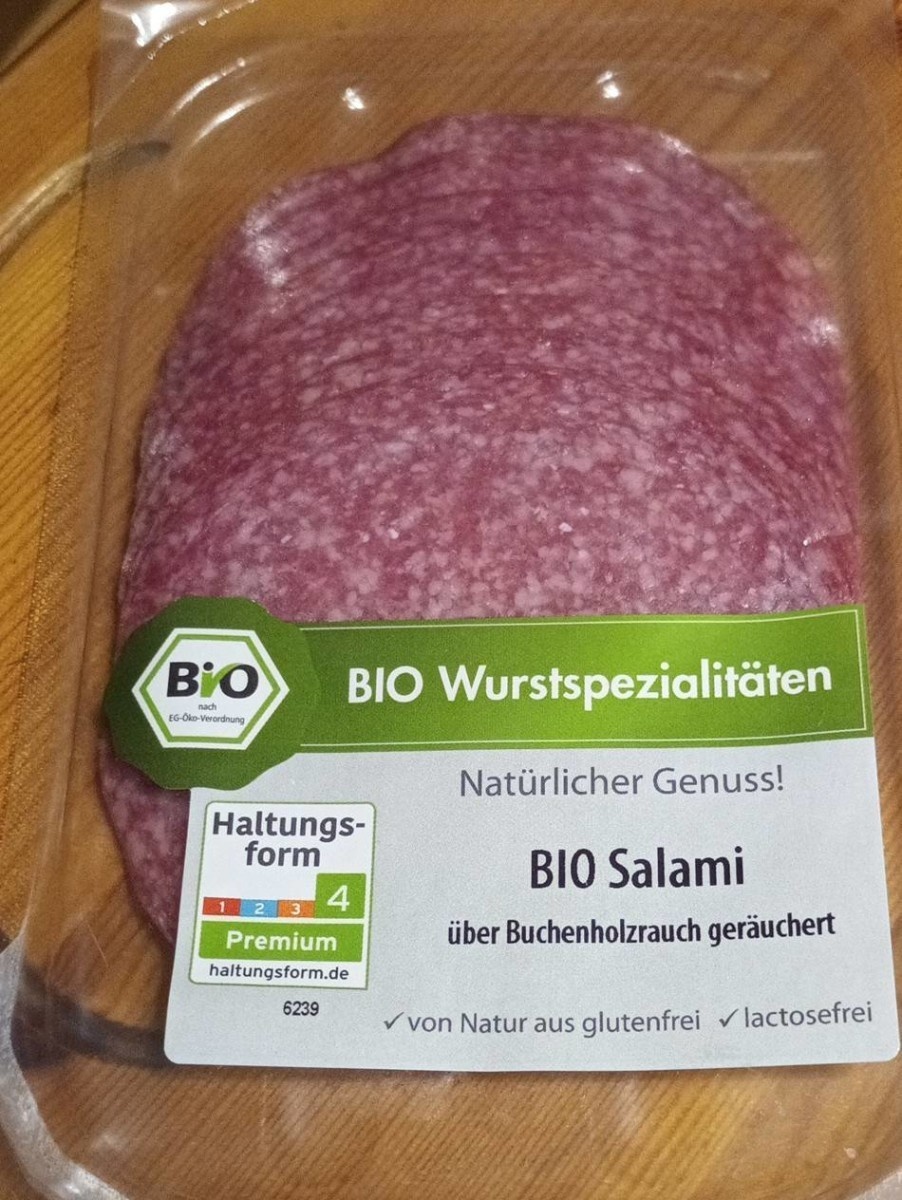 BiO
nach
EG-Öko-Verordnung
BIO Wurstspezialitäten
Natürlicher Genuss!
Haltungs-
form
1 2 3 4
Premium
haltungsform.de
6239
BIO Salami
über Buchenholzrauch geräuchert
✓von Natur aus glutenfrei ✓lactosefrei